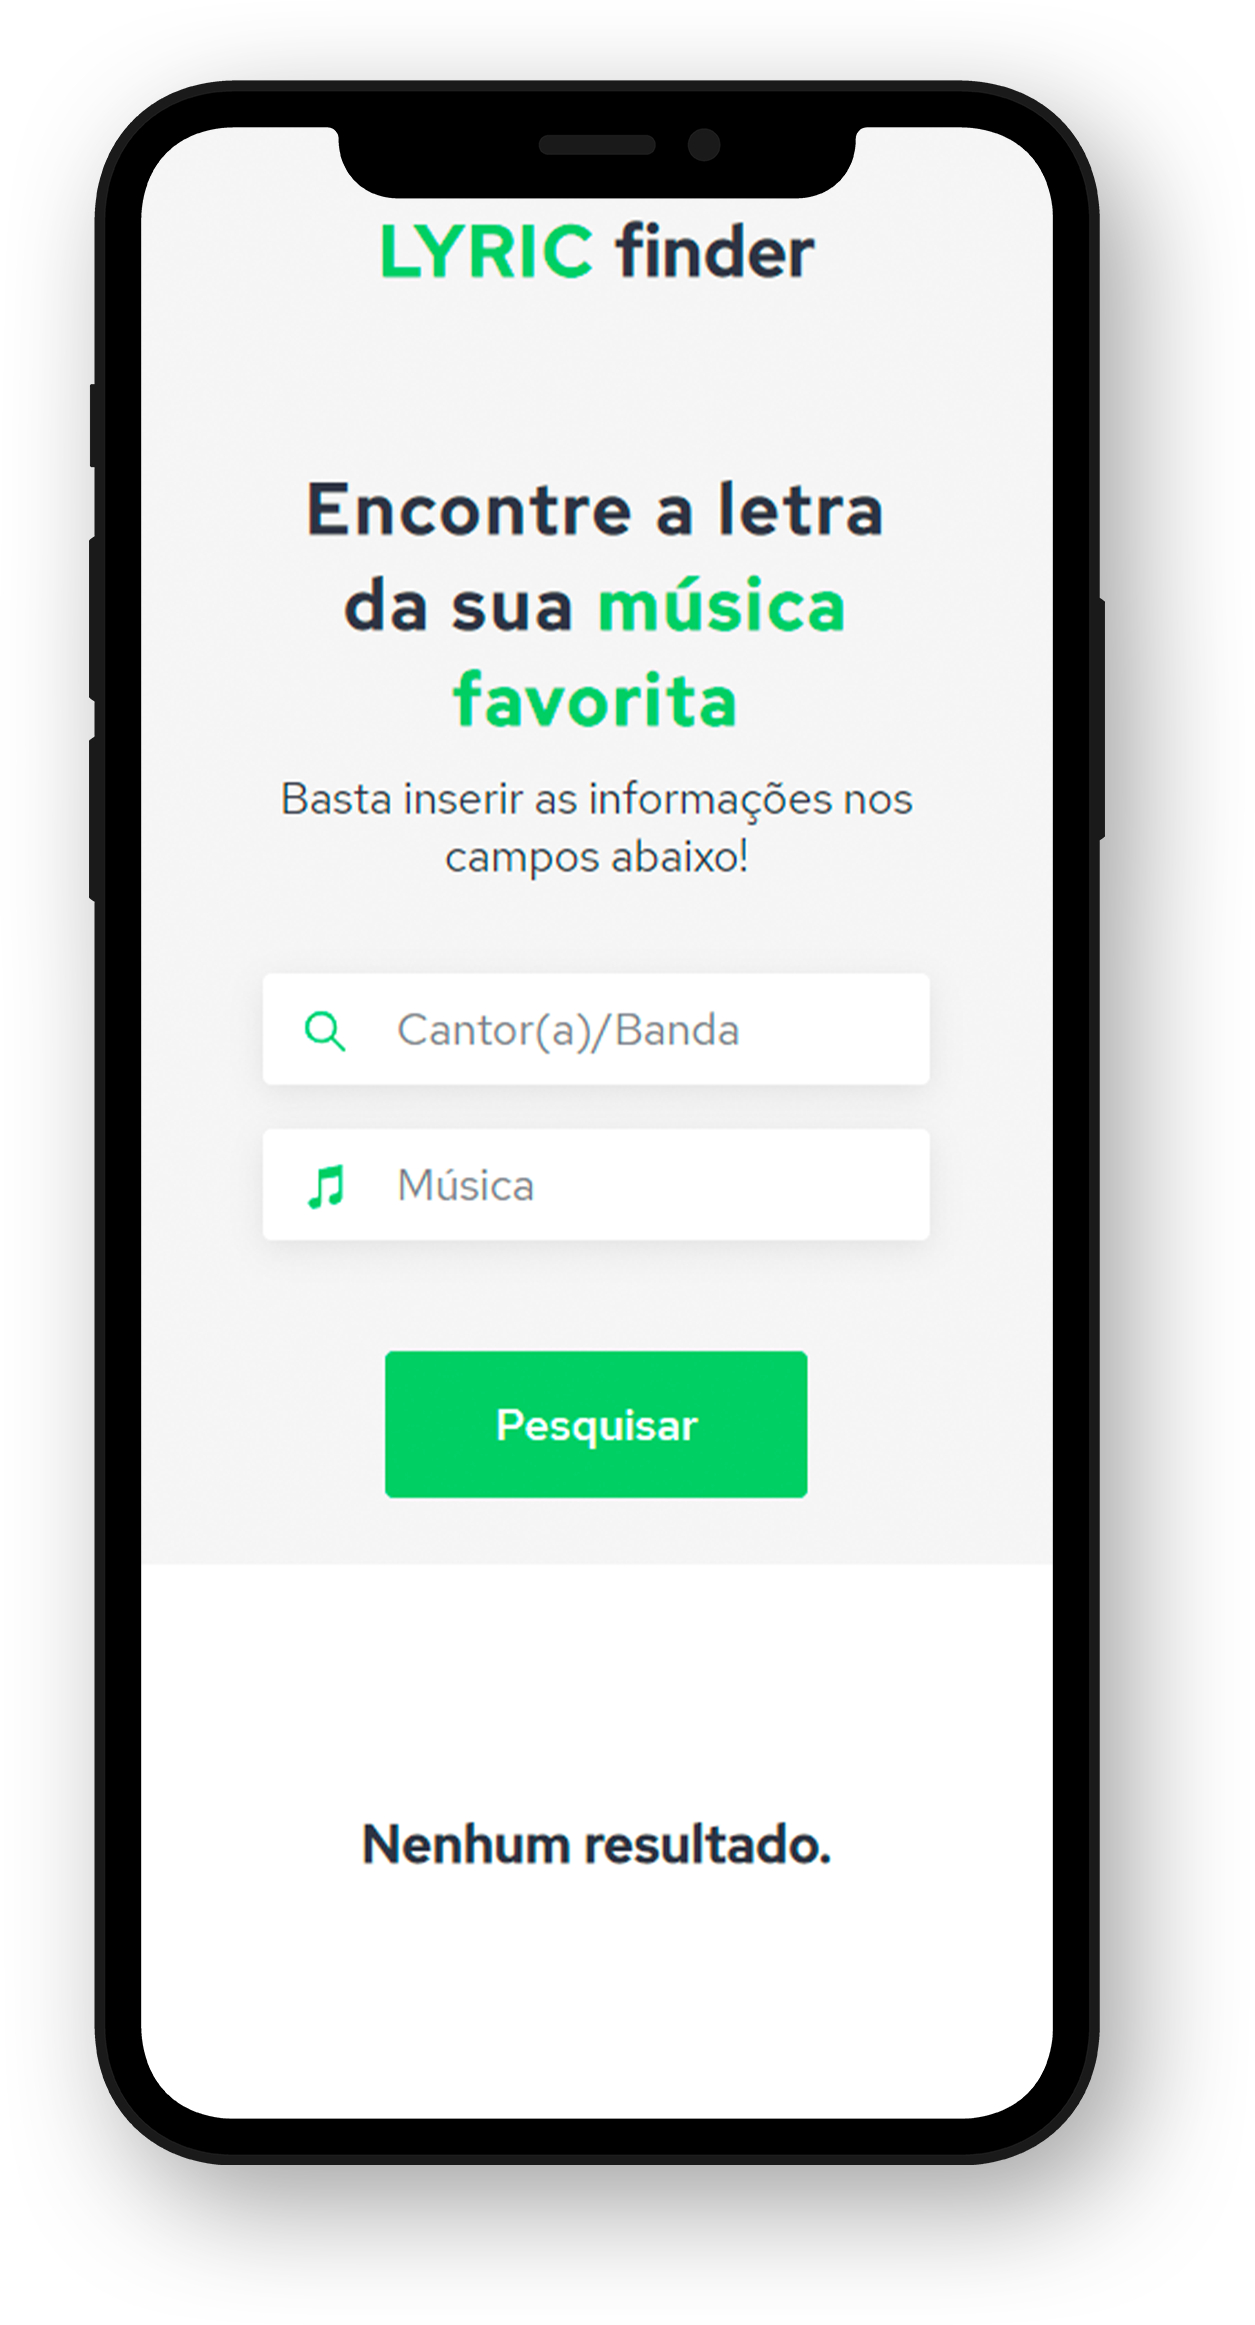 LYRIC finder
Encontre a letra
da sua música
favorita
Basta inserir as informações nos
campos abaixo!
Cantor(a)/Banda
Música
Pesquisar
Nenhum resultado.